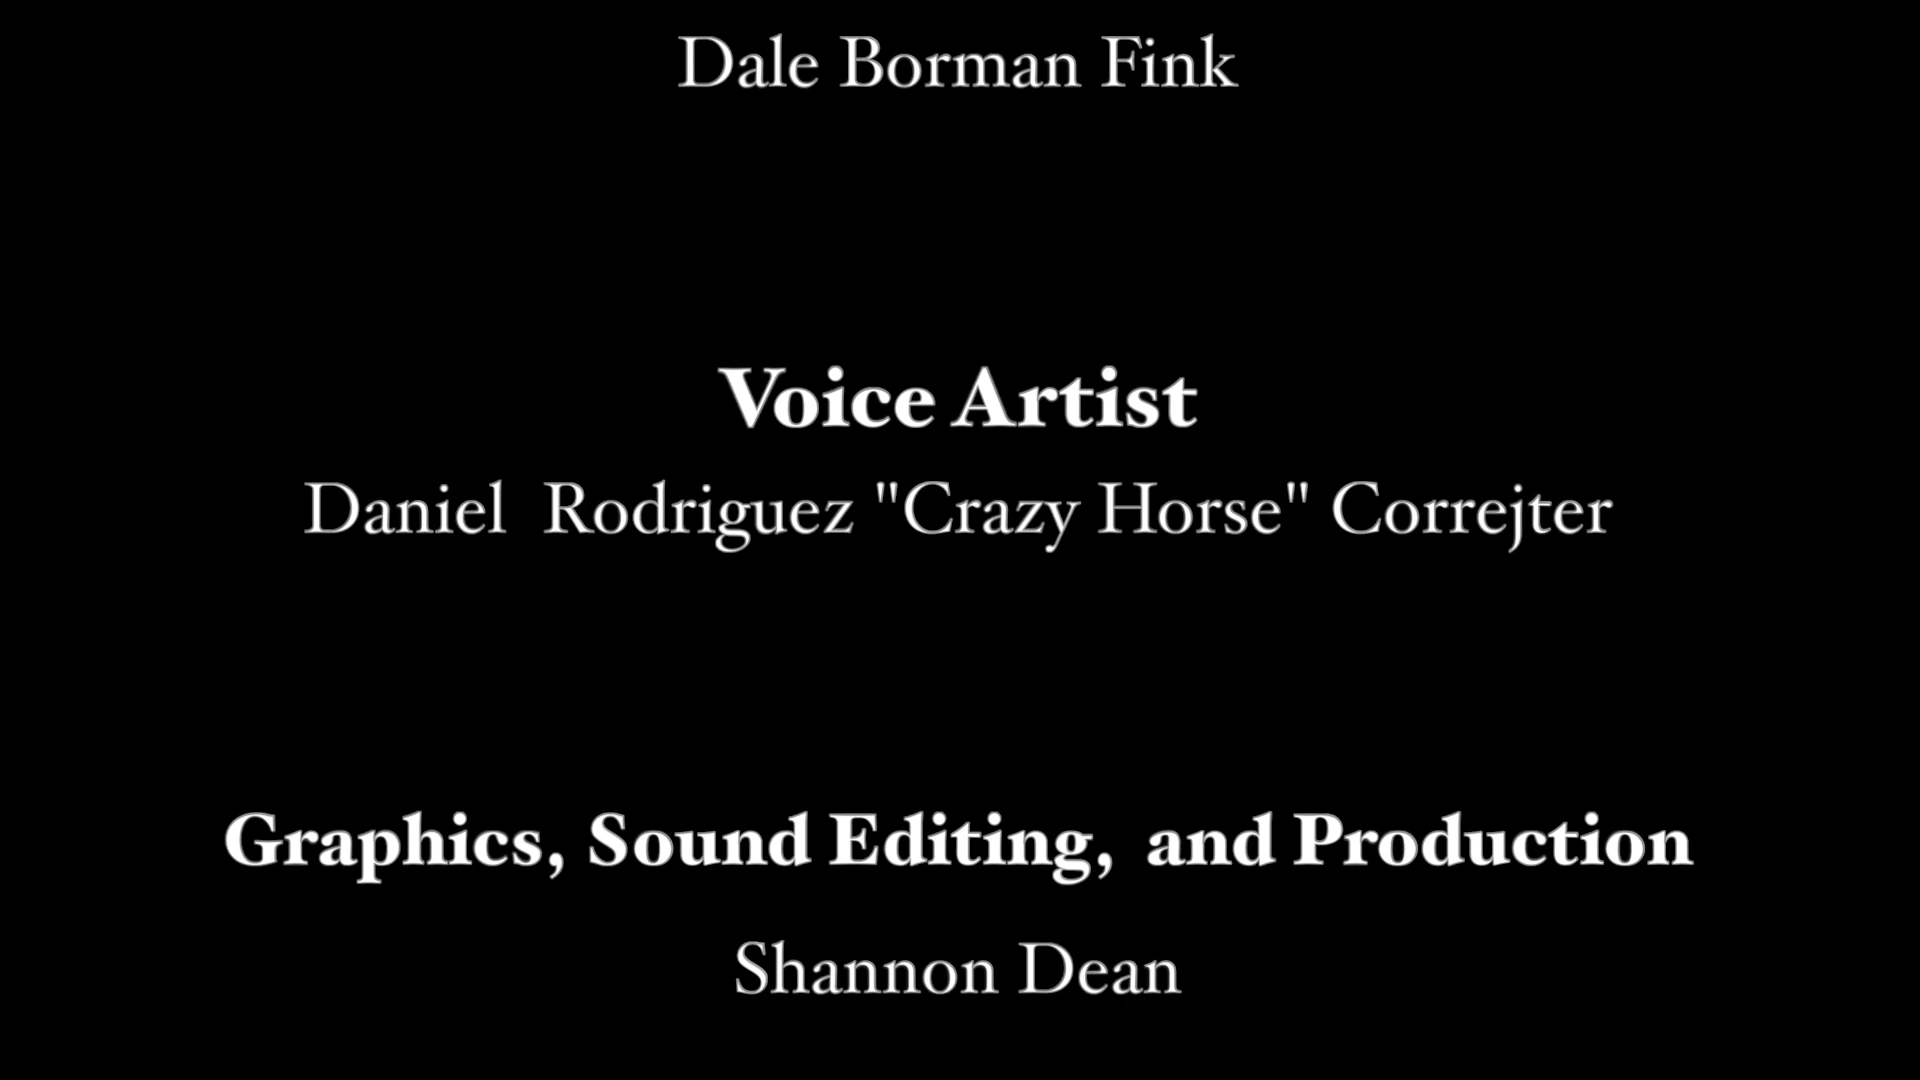 Dale Borman Fink
Voice Artist
Daniel  Rodriguez "Crazy Horse" Correjter
Graphics, Sound Editing,  and Production
Shannon Dean